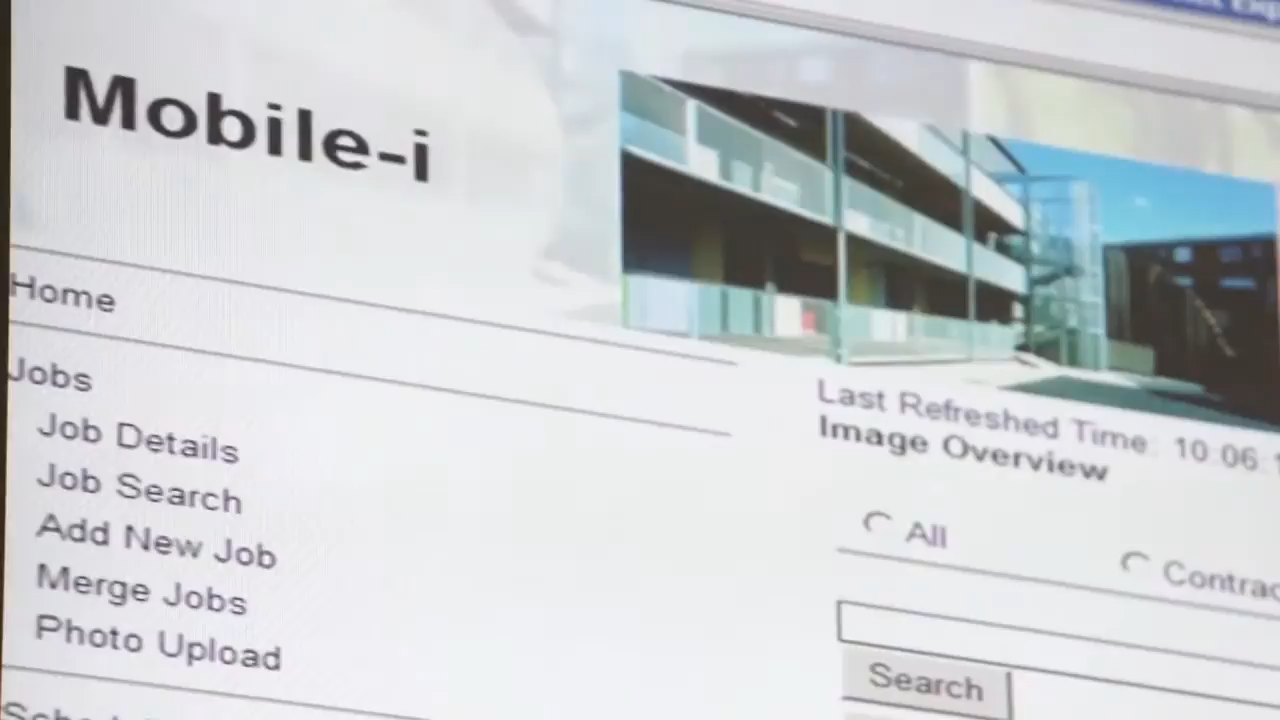 Mobile-i
Home
Jobs
Job Details
Job Search
Add New Job
Merge Jobs
Photo Upload
Last Refreshed Time: 10:06:
Image Overview
All
Search